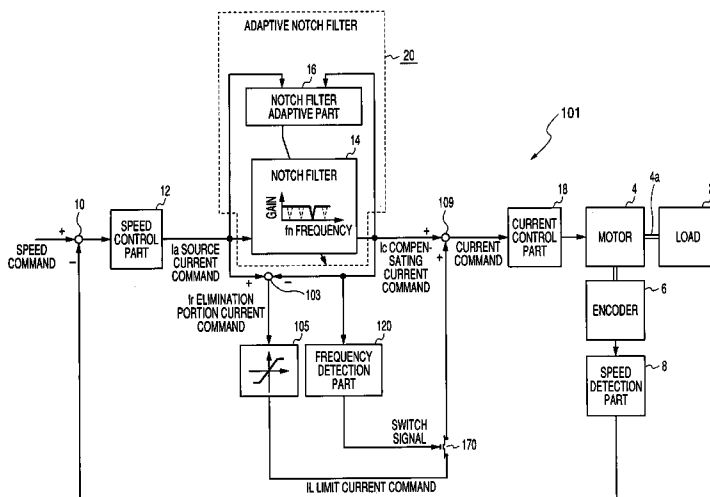 ADAPTIVE NOTCH FILTER
20
16
NOTCH FILTER
ADAPTIVE PART
101
14
NOTCH FILTER
GAIN
fn FREQUENCY
10
12
109
18
4
4a
+
SPEED
COMMAND
−
SPEED
CONTROL
PART
Ia SOURCE
CURRENT
COMMAND
+
Ic COMPEN-
SATING
CURRENT
COMMAND
CURRENT
COMMAND
+
CURRENT
CONTROL
PART
MOTOR
LOAD
+
−
103
Ir ELIMINATION
PORTION CURRENT
COMMAND
ENCODER
6
105
120
FREQUENCY
DETECTION
PART
SPEED
DETECTION
PART
8
SWITCH
SIGNAL
170
IL LIMIT CURRENT COMMAND